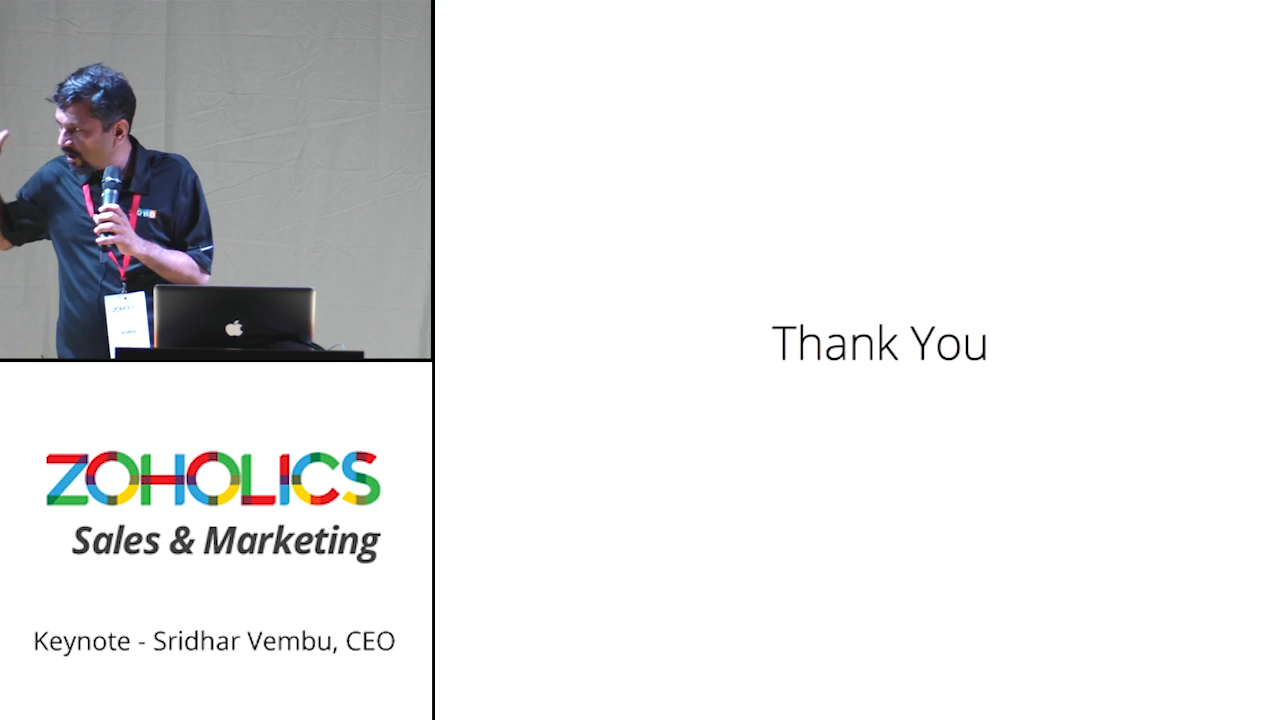 ZOHOLICS
Sales & Marketing
Keynote - Sridhar Vembu, CEO
Thank You